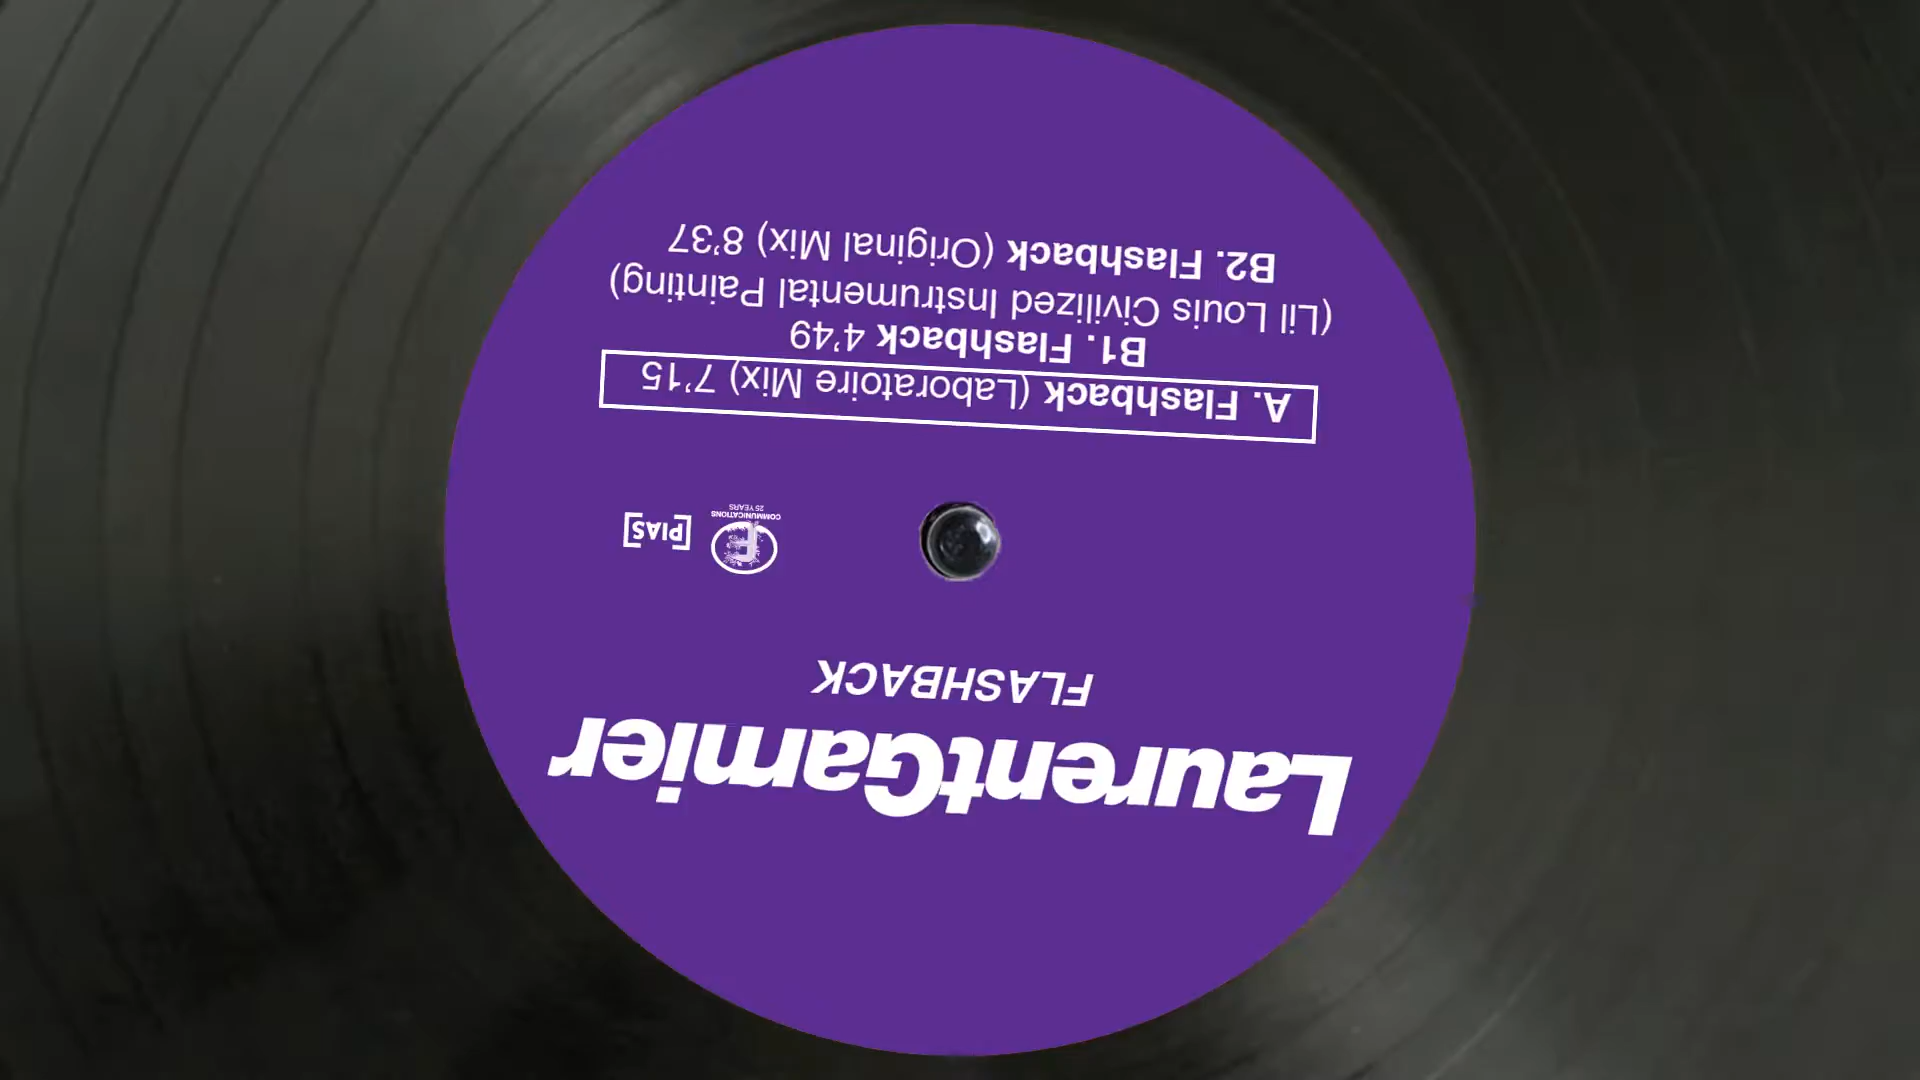 LaurentGarnier
FLASHBACK
F
COMMUNICATIONS
25 YEARS
[PIAS]
A. Flashback (Laboratoire Mix) 7'15
B1. Flashback 4'49
(Lil Louis Civilized Instrumental Painting)
B2. Flashback (Original Mix) 8'37